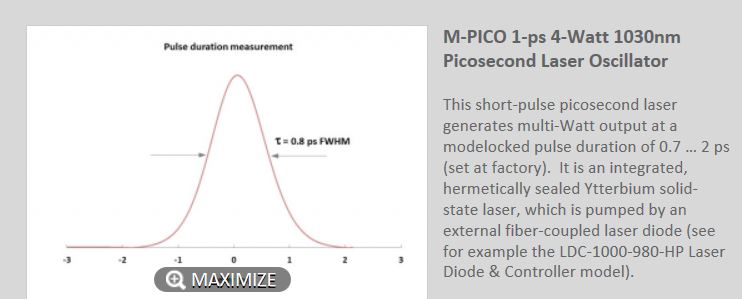 Pulse duration measurement
τ = 0.8 ps FWHM
-3 -2 -1 0 1 2 3
MAXIMIZE
M-PICO 1-ps 4-Watt 1030nm
Picosecond Laser Oscillator
This short-pulse picosecond laser
generates multi-Watt output at a
modelocked pulse duration of 0.7 ... 2 ps
(set at factory).  It is an integrated,
hermetically sealed Ytterbium solid-
state laser, which is pumped by an
external fiber-coupled laser diode (see
for example the LDC-1000-980-HP Laser
Diode & Controller model).